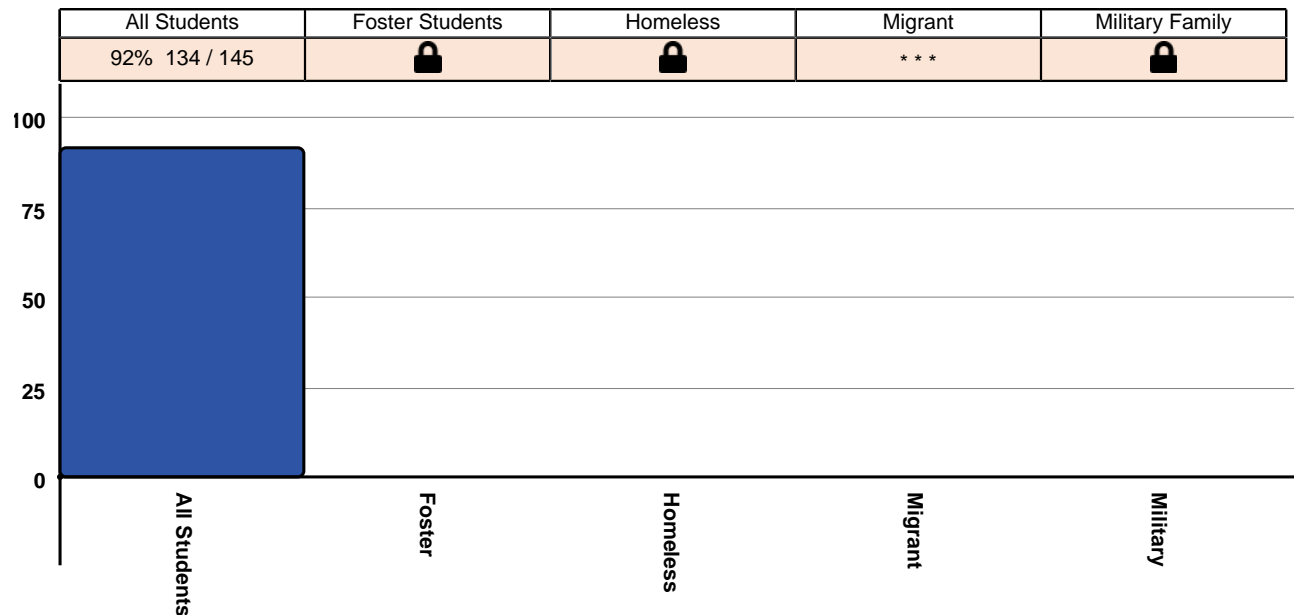 All Students Foster Students Homeless Migrant Military Family
92% 134 / 145 * * *
100
75
50
25
0
All Students
Foster
Homeless
Migrant
Military